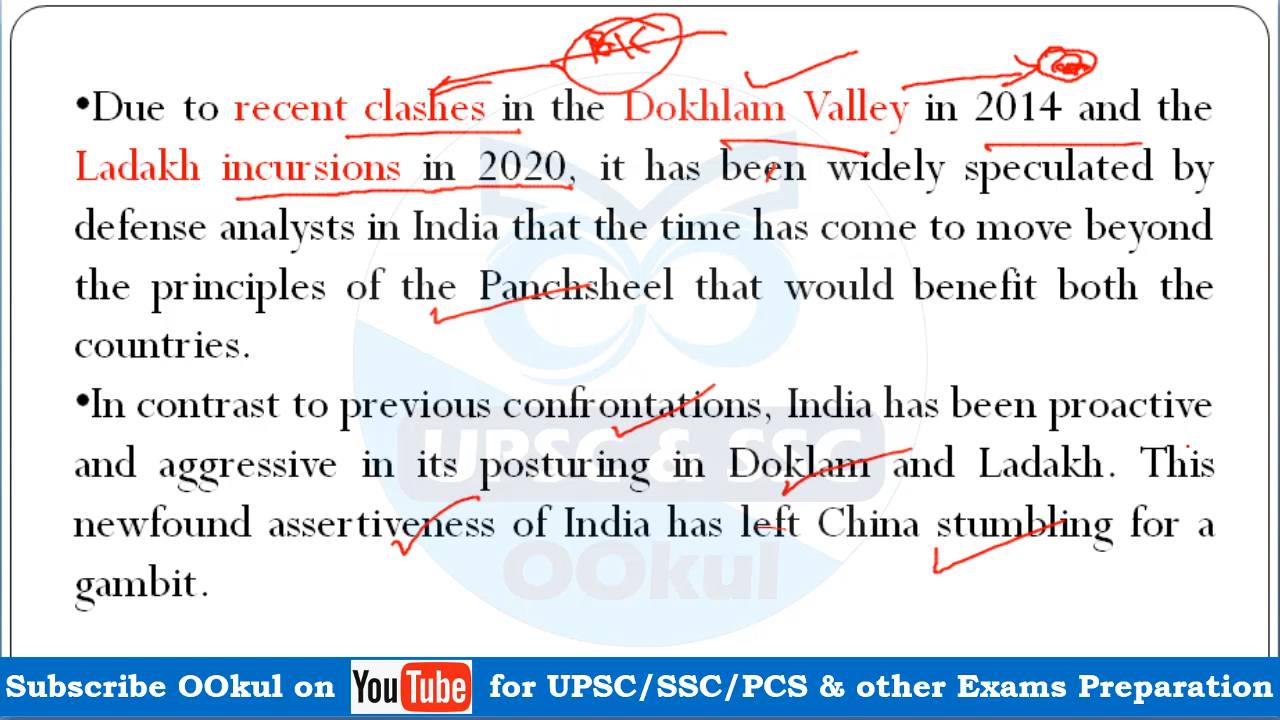 •Due to recent clashes in the Dokhlam Valley in 2014 and the
Ladakh incursions in 2020, it has been widely speculated by
defense analysts in India that the time has come to move beyond
the principles of the Panchsheel that would benefit both the
countries.
•In contrast to previous confrontations, India has been proactive
and aggressive in its posturing in Doklam and Ladakh. This
newfound assertiveness of India has left China stumbling for a
gambit.
UPSC & SSC
OOkul
Subscribe OOkul on YouTube for UPSC/SSC/PCS & other Exams Preparation